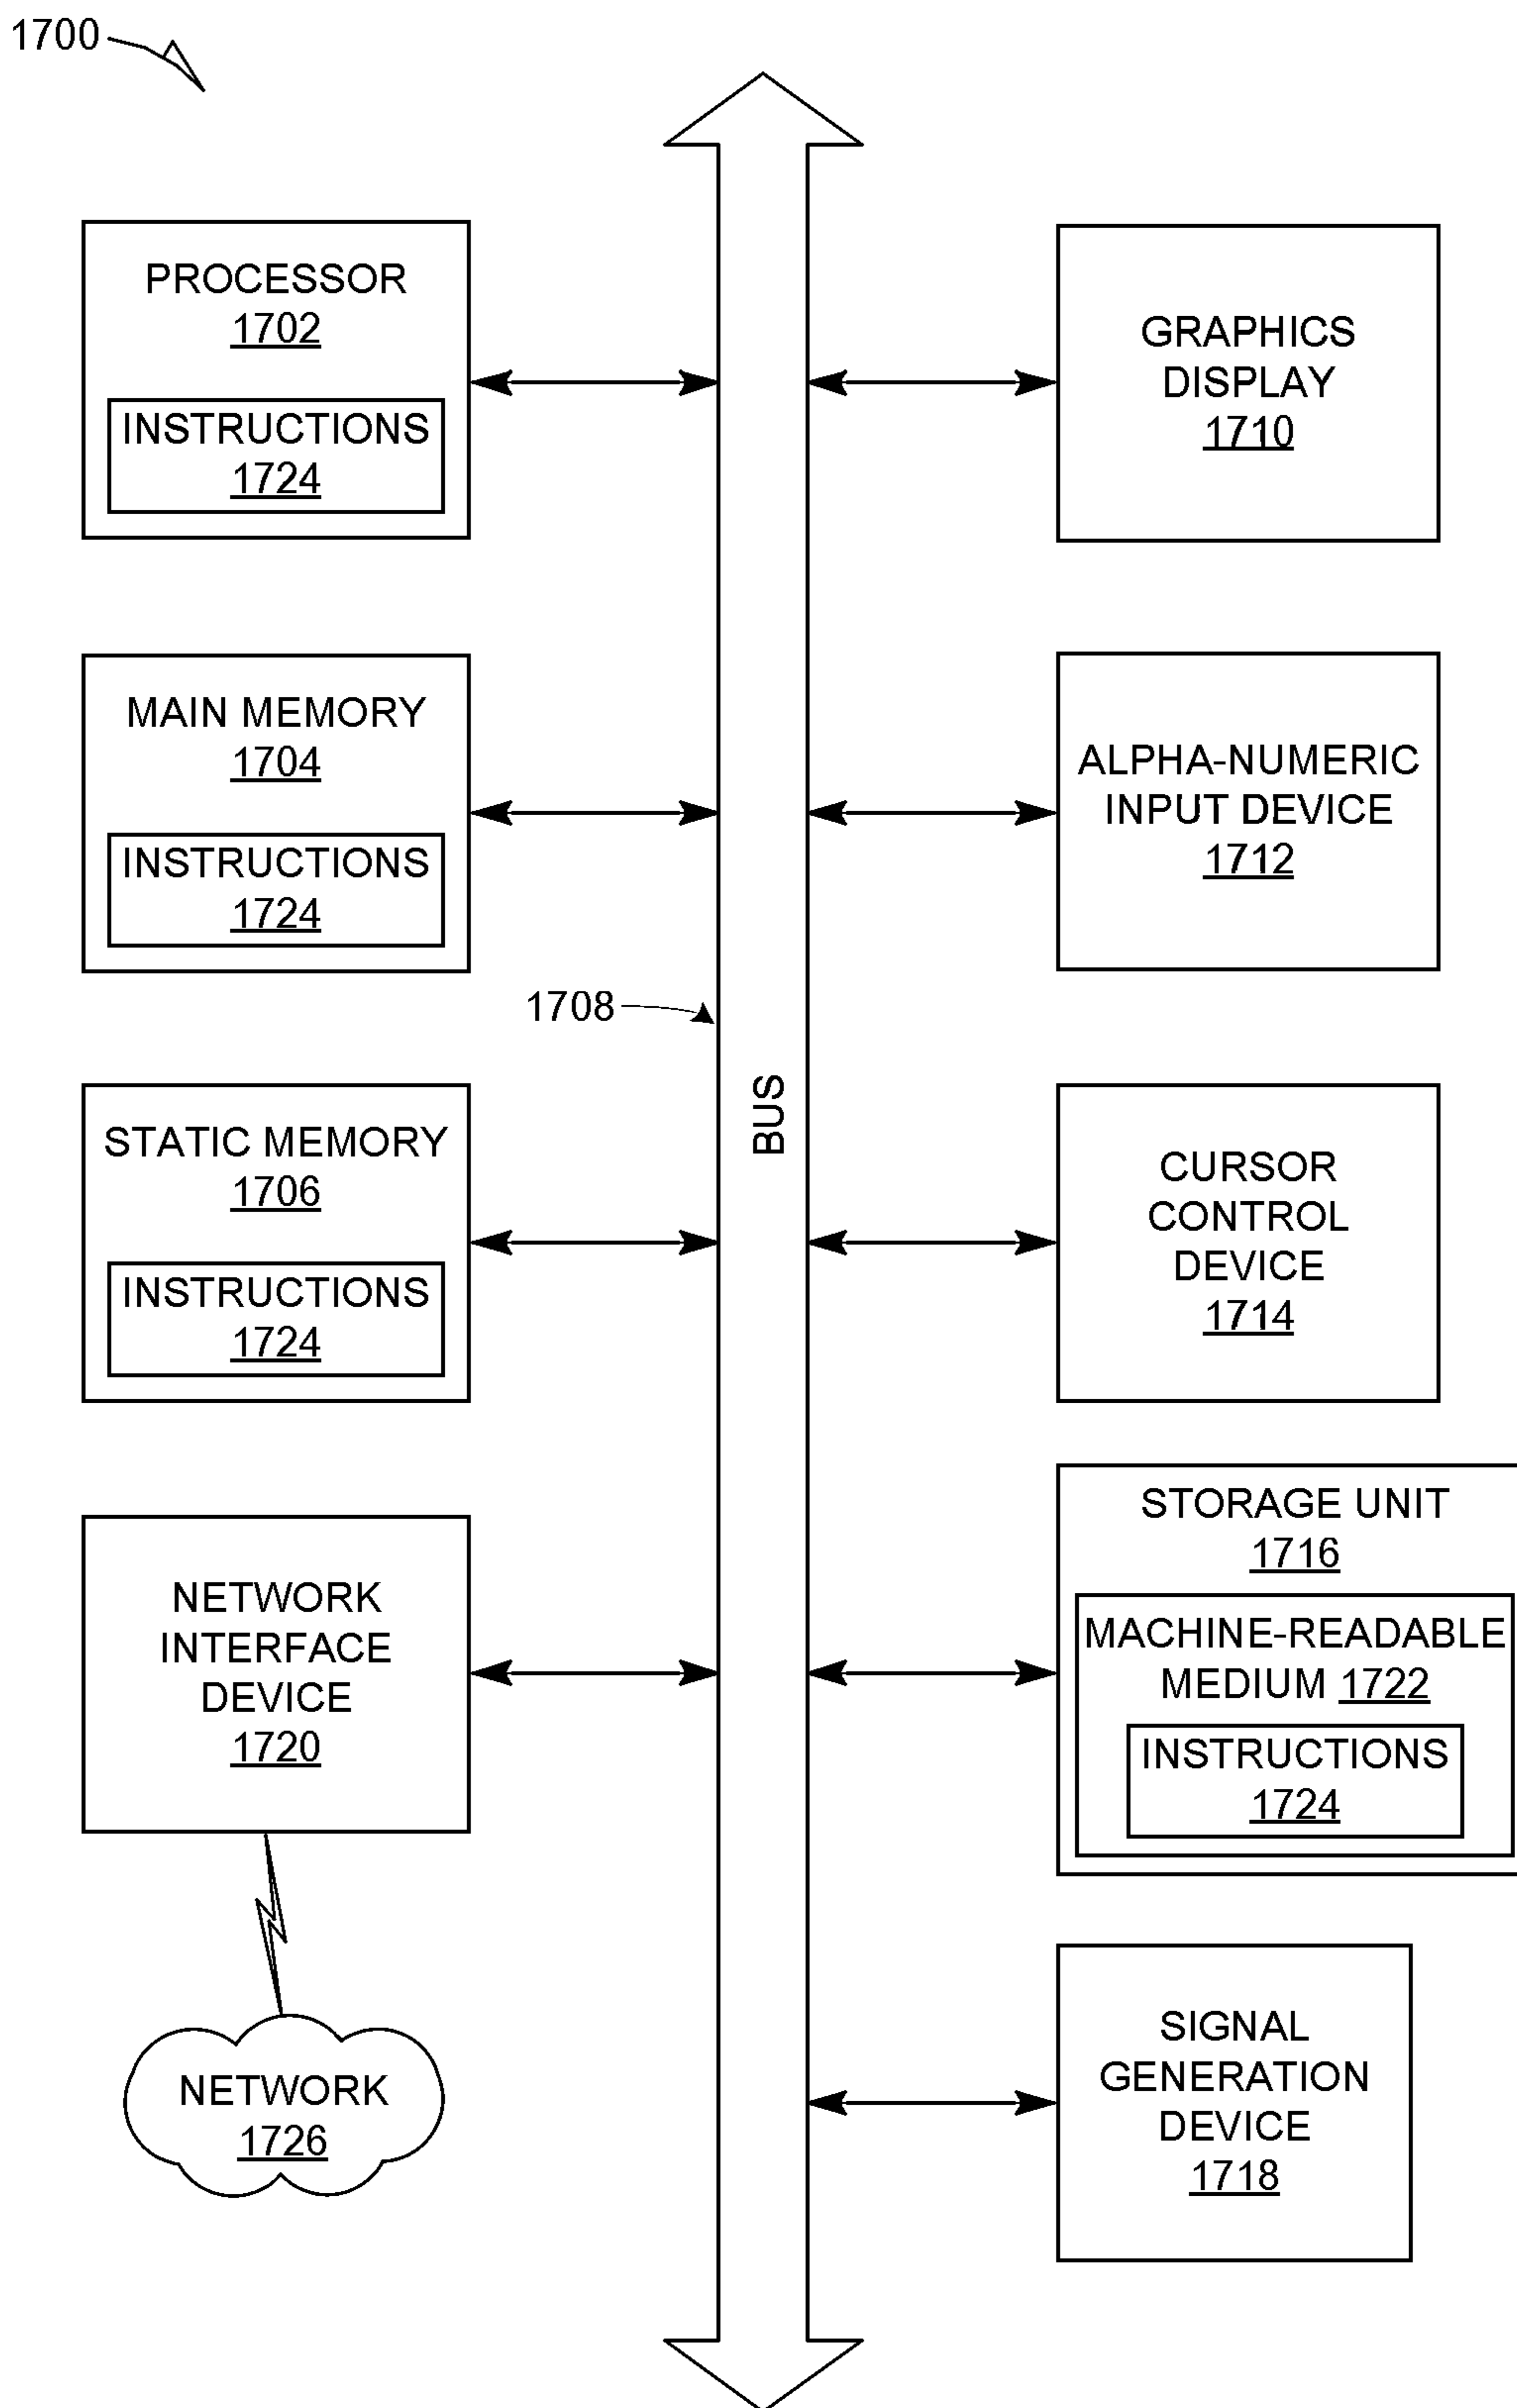 1700
PROCESSOR
1702
INSTRUCTIONS
1724
GRAPHICS
DISPLAY
1710
MAIN MEMORY
1704
INSTRUCTIONS
1724
ALPHA-NUMERIC
INPUT DEVICE
1712
1708
BUS
STATIC MEMORY
1706
INSTRUCTIONS
1724
CURSOR
CONTROL
DEVICE
1714
NETWORK
INTERFACE
DEVICE
1720
STORAGE UNIT
1716
MACHINE-READABLE
MEDIUM 1722
INSTRUCTIONS
1724
NETWORK
1726
SIGNAL
GENERATION
DEVICE
1718